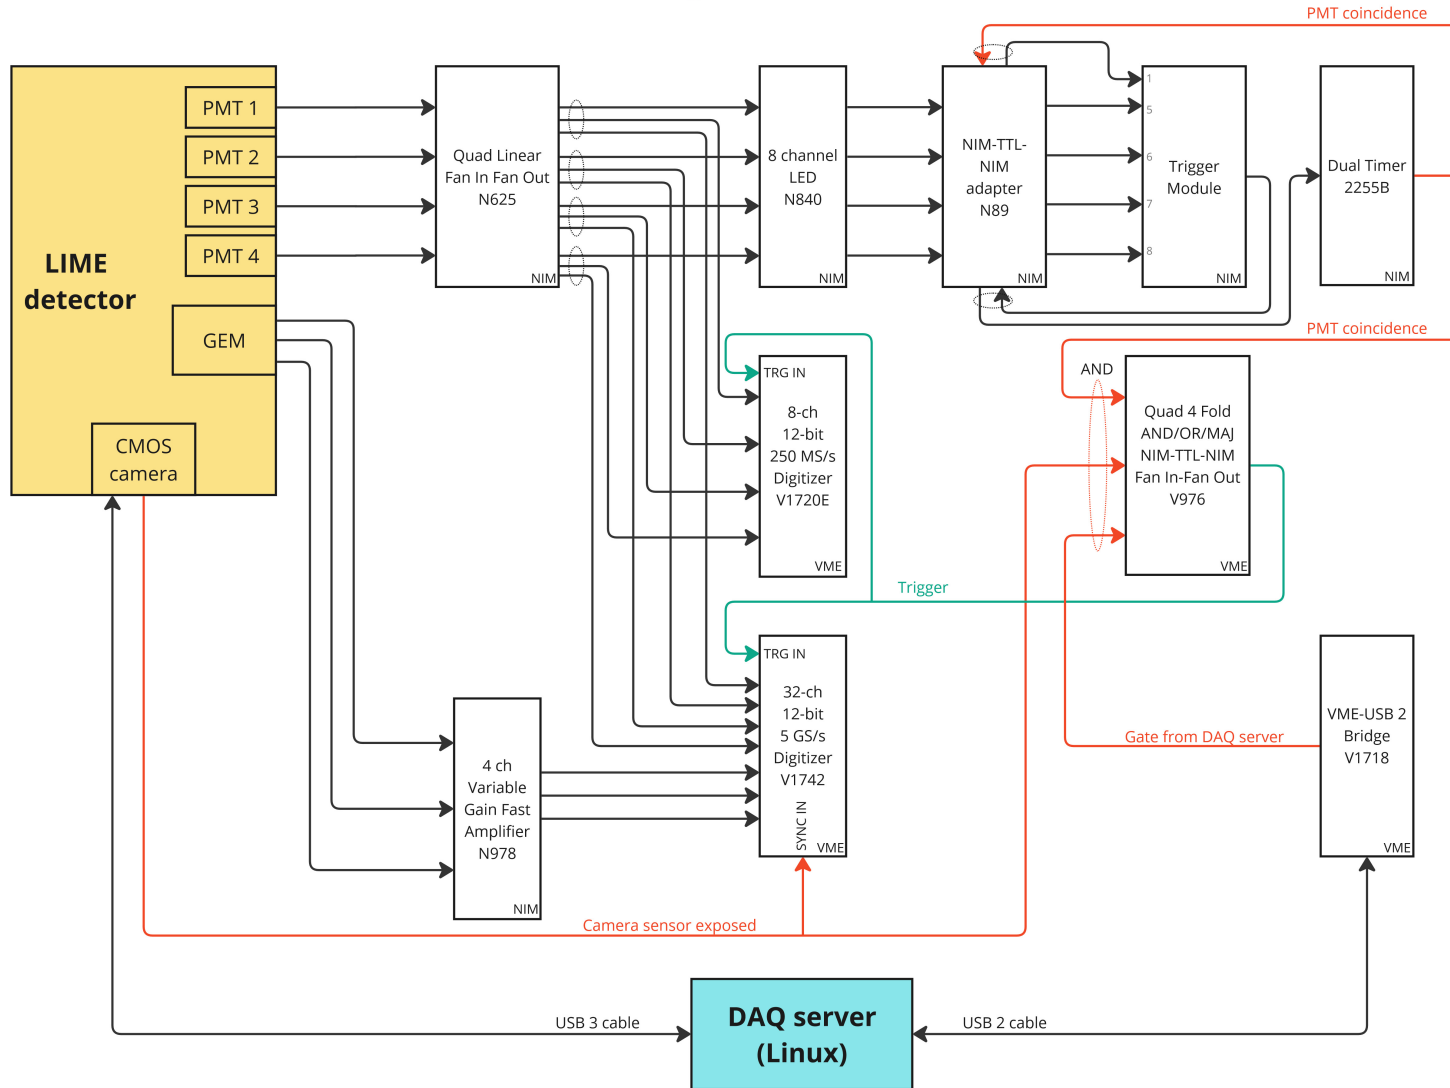 PMT coincidence
LIME
detector
PMT 1
PMT 2
PMT 3
PMT 4
GEM
CMOS
camera
Quad Linear
Fan In Fan Out
N625
NIM
8 channel
LED
N840
NIM
NIM-TTL-
NIM
adapter
N89
NIM
1
5
6
7
8
Trigger
Module
NIM
Dual Timer
2255B
NIM
PMT coincidence
TRG IN
8-ch
12-bit
250 MS/s
Digitizer
V1720E
VME
AND
Quad 4 Fold
AND/OR/MAJ
NIM-TTL-NIM
Fan In-Fan Out
V976
VME
Trigger
TRG IN
32-ch
12-bit
5 GS/s
Digitizer
V1742
SYNC IN
VME
Gate from DAQ server
VME-USB 2
Bridge
V1718
VME
4 ch
Variable
Gain Fast
Amplifier
N978
NIM
Camera sensor exposed
USB 3 cable
DAQ server
(Linux)
USB 2 cable